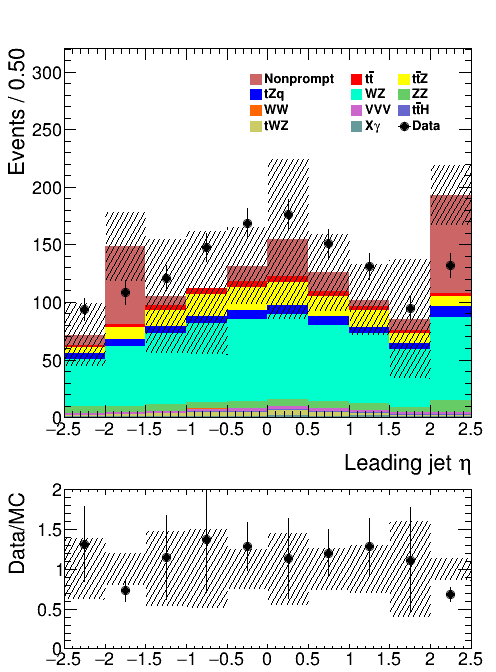 Events / 0.50
300
250
200
150
100
50
0
Nonprompt tt̄ tt̄Z
tZq WZ ZZ
WW VVV tt̄H
tWZ Xγ Data
−2.5 −2 −1.5 −1 −0.5 0 0.5 1 1.5 2 2.5
Leading jet η
Data/MC
2
1.5
1
0.5
0
−2.5 −2 −1.5 −1 −0.5 0 0.5 1 1.5 2 2.5